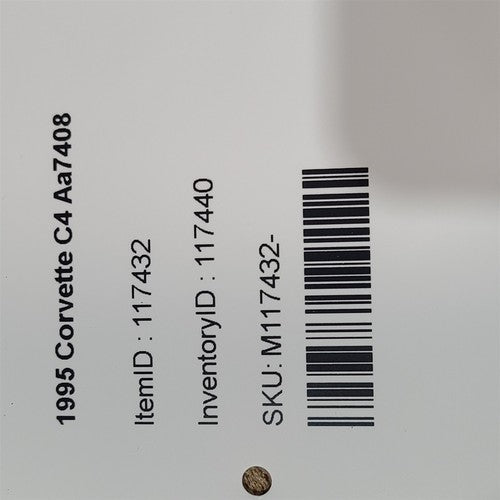 1995 Corvette C4 Aa7408
ItemID : 117432
InventoryID : 117440
SKU: M117432-